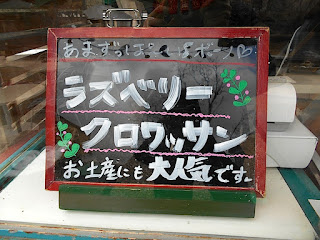 ラズベリー
クロワッサン
お土産にも大人気です。